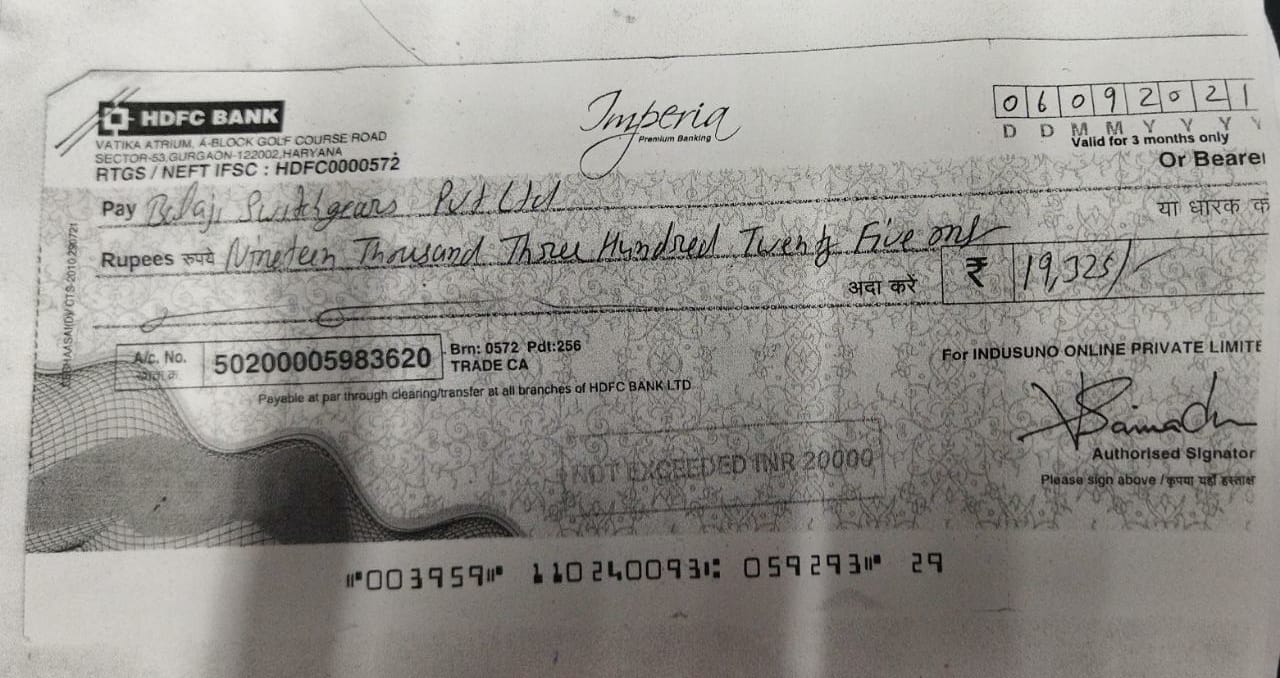 HDFC BANK
VATIKA ATRIUM, A-BLOCK GOLF COURSE ROAD
SECTOR-53,GURGAON-122002,HARYANA
RTGS / NEFT IFSC : HDFC0000572
Imperia
Premium Banking
0 6 0 9 2 0 2 1
D D M M Y Y Y Y
Valid for 3 months only
Or Bearer
Pay Balaji Switchgears Pvt Ltd
या धारक क
Rupees रुपये Nineteen Thousand Three Hundred Twenty Five only
अदा करें ₹ 19,325/-
A/c. No. 50200005983620
Brn: 0572 Pdt:256
TRADE CA
Payable at par through clearing/transfer at all branches of HDFC BANK LTD
For INDUSUNO ONLINE PRIVATE LIMITE
NOT EXCEEDED INR 20000
Authorised Signator
Please sign above / कृपया यहाँ हस्ताक्ष
⑈003959⑈ 110240093⑆ 059293⑈ 29